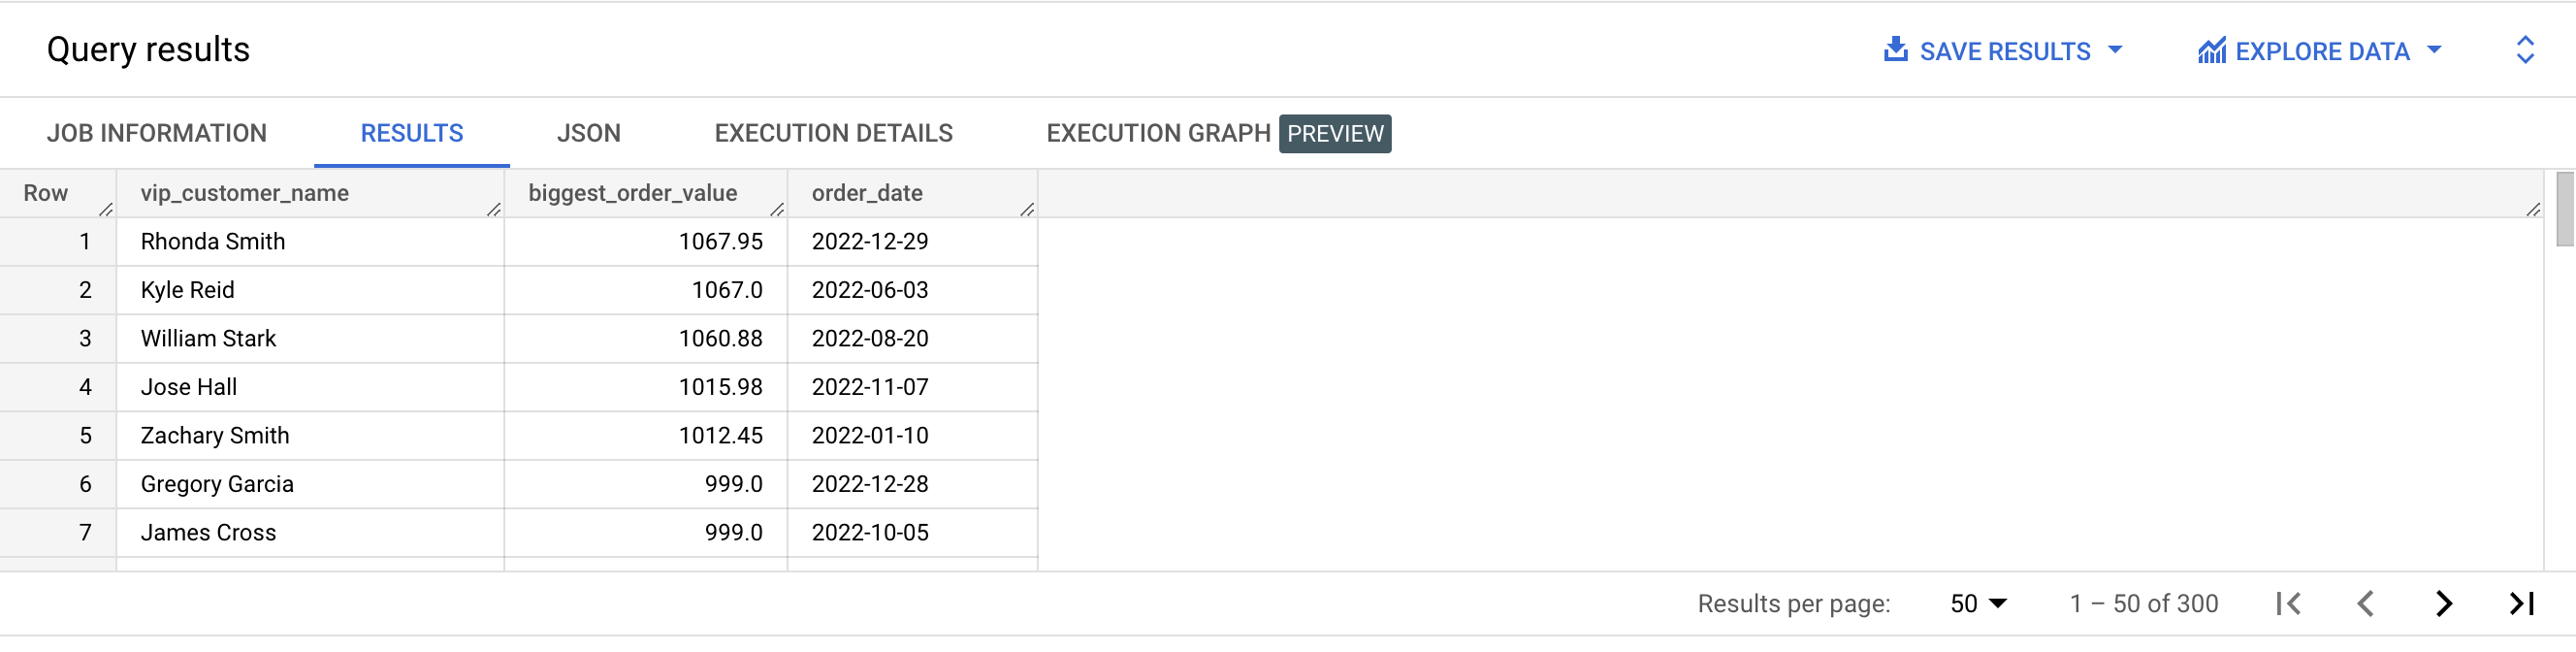 Query results SAVE RESULTS EXPLORE DATA
JOB INFORMATION RESULTS JSON EXECUTION DETAILS EXECUTION GRAPH PREVIEW
Row vip_customer_name biggest_order_value order_date
1 Rhonda Smith 1067.95 2022-12-29
2 Kyle Reid 1067.0 2022-06-03
3 William Stark 1060.88 2022-08-20
4 Jose Hall 1015.98 2022-11-07
5 Zachary Smith 1012.45 2022-01-10
6 Gregory Garcia 999.0 2022-12-28
7 James Cross 999.0 2022-10-05
Results per page: 50 1 – 50 of 300